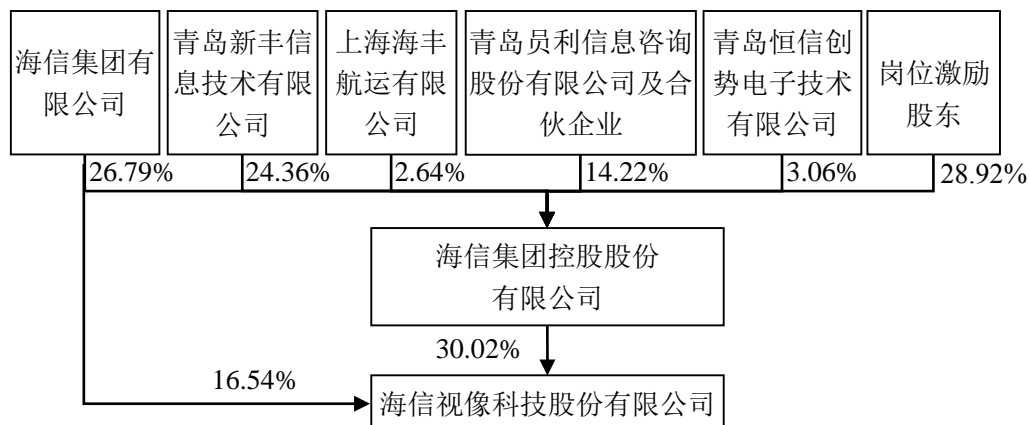 海信集团有
限公司
青岛新丰信
息技术有限
公司
上海海丰
航运有限
公司
青岛员利信息咨询
股份有限公司及合
伙企业
青岛恒信创
势电子技术
有限公司
岗位激励
股东
26.79%
24.36%
2.64%
14.22%
3.06%
28.92%
海信集团控股股份
有限公司
30.02%
16.54%
海信视像科技股份有限公司